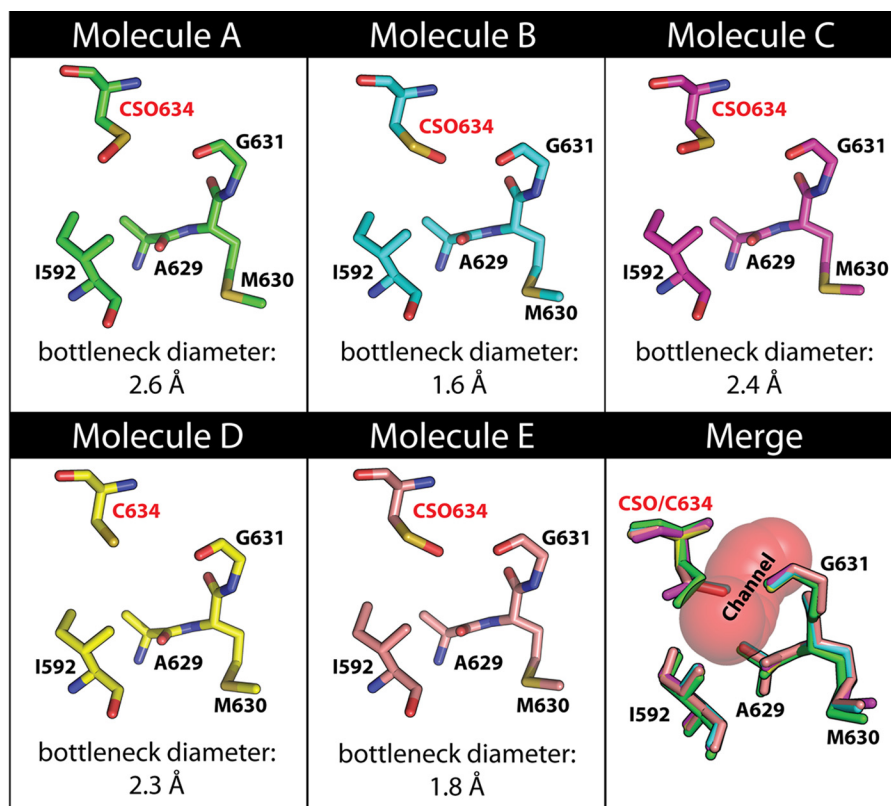 Molecule A
Molecule B
Molecule C
CSO634
G631
I592
A629
M630
bottleneck diameter:
2.6 Å
CSO634
G631
I592
A629
M630
bottleneck diameter:
1.6 Å
CSO634
G631
I592
A629
M630
bottleneck diameter:
2.4 Å
Molecule D
Molecule E
Merge
C634
G631
I592
A629
M630
bottleneck diameter:
2.3 Å
CSO634
G631
I592
A629
M630
bottleneck diameter:
1.8 Å
CSO/C634
Channel
G631
I592
A629
M630